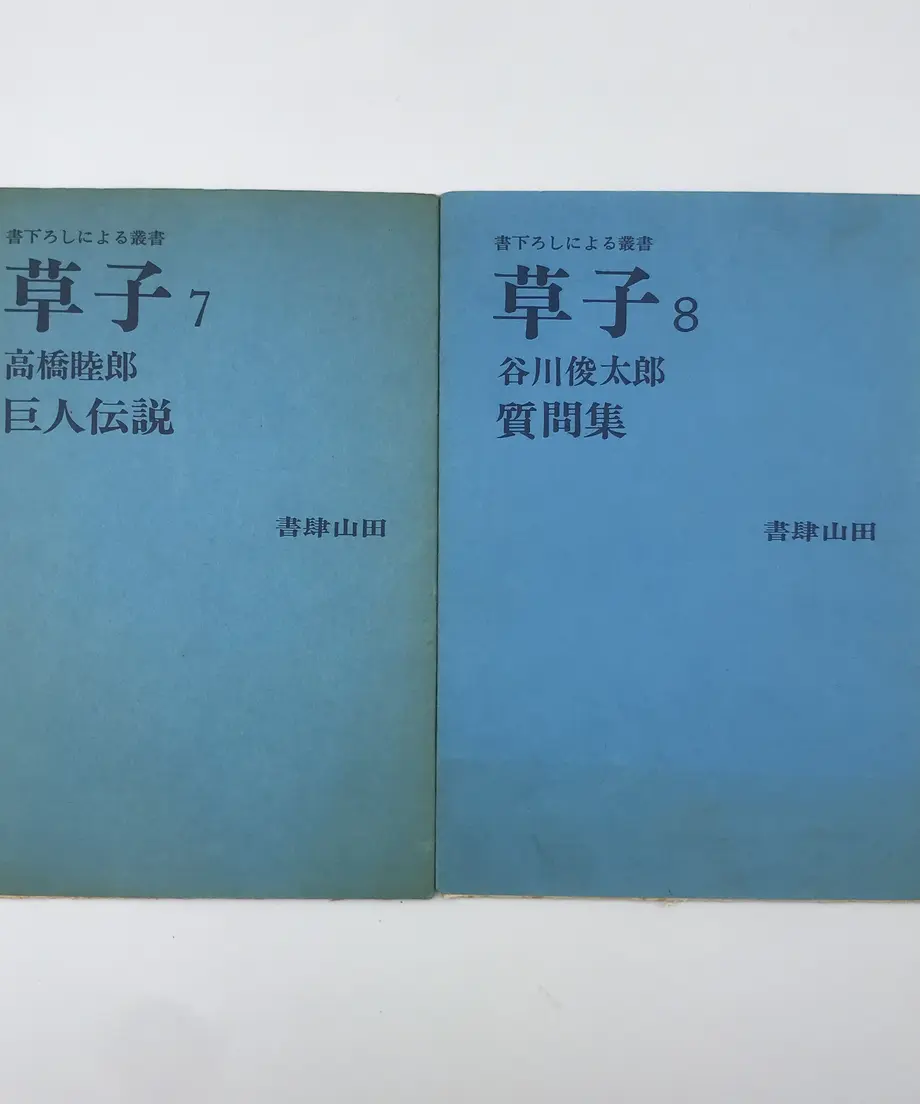 書下ろしによる叢書
草子 7
高橋睦郎
巨人伝説
書肆山田
書下ろしによる叢書
草子 8
谷川俊太郎
質問集
書肆山田